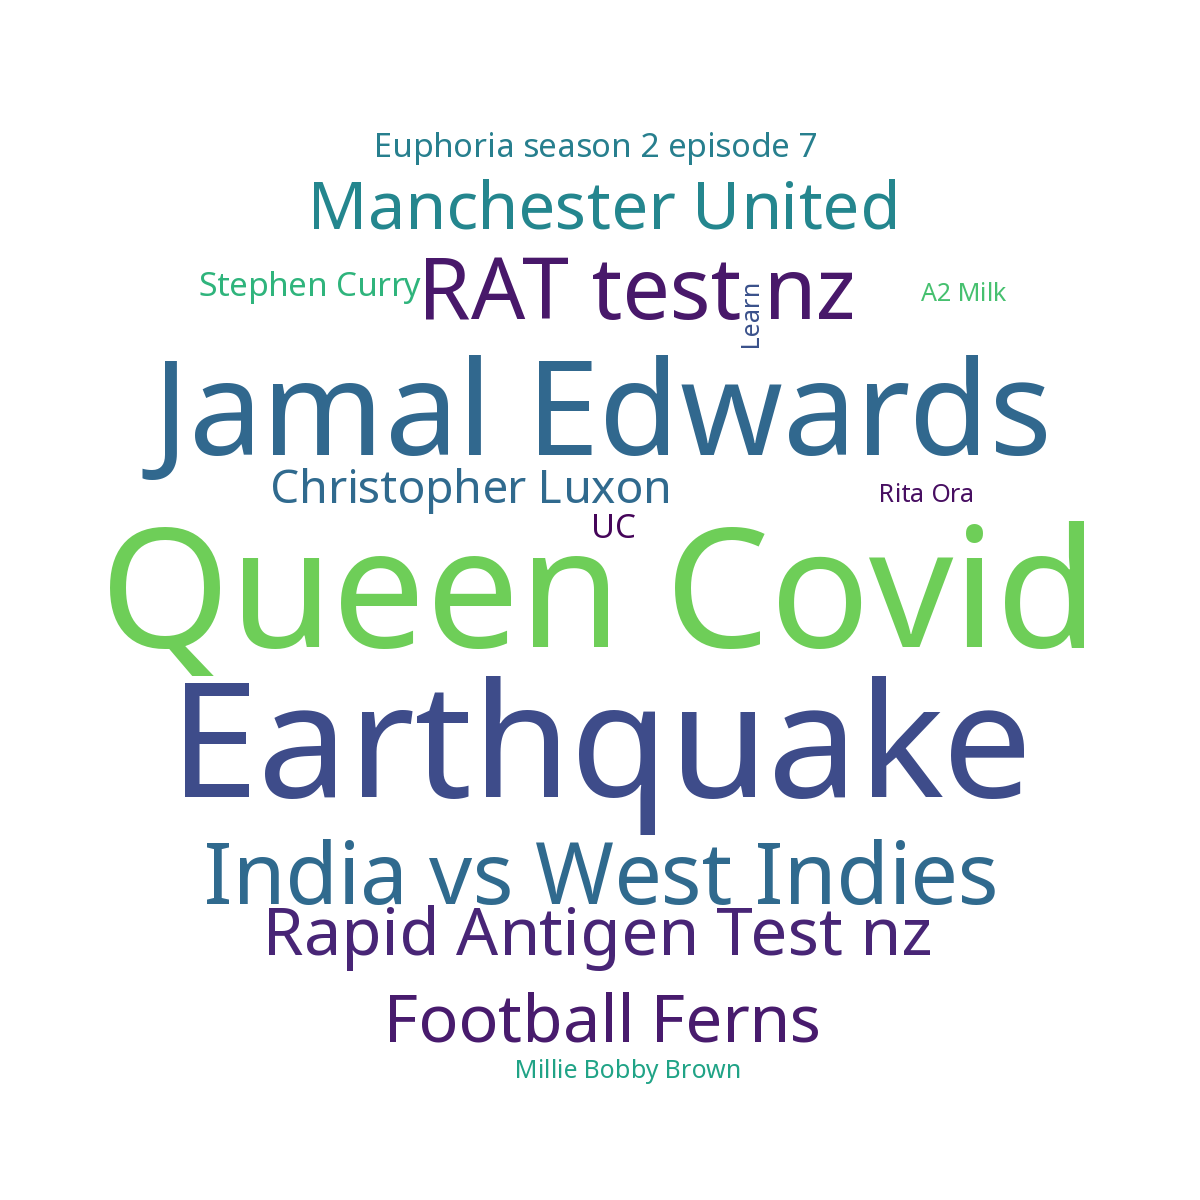 Euphoria season 2 episode 7
Manchester United
RAT test nz
Stephen Curry
Learn
A2 Milk
Jamal Edwards
Christopher Luxon
Rita Ora
UC
Queen Covid
Earthquake
India vs West Indies
Rapid Antigen Test nz
Football Ferns
Millie Bobby Brown